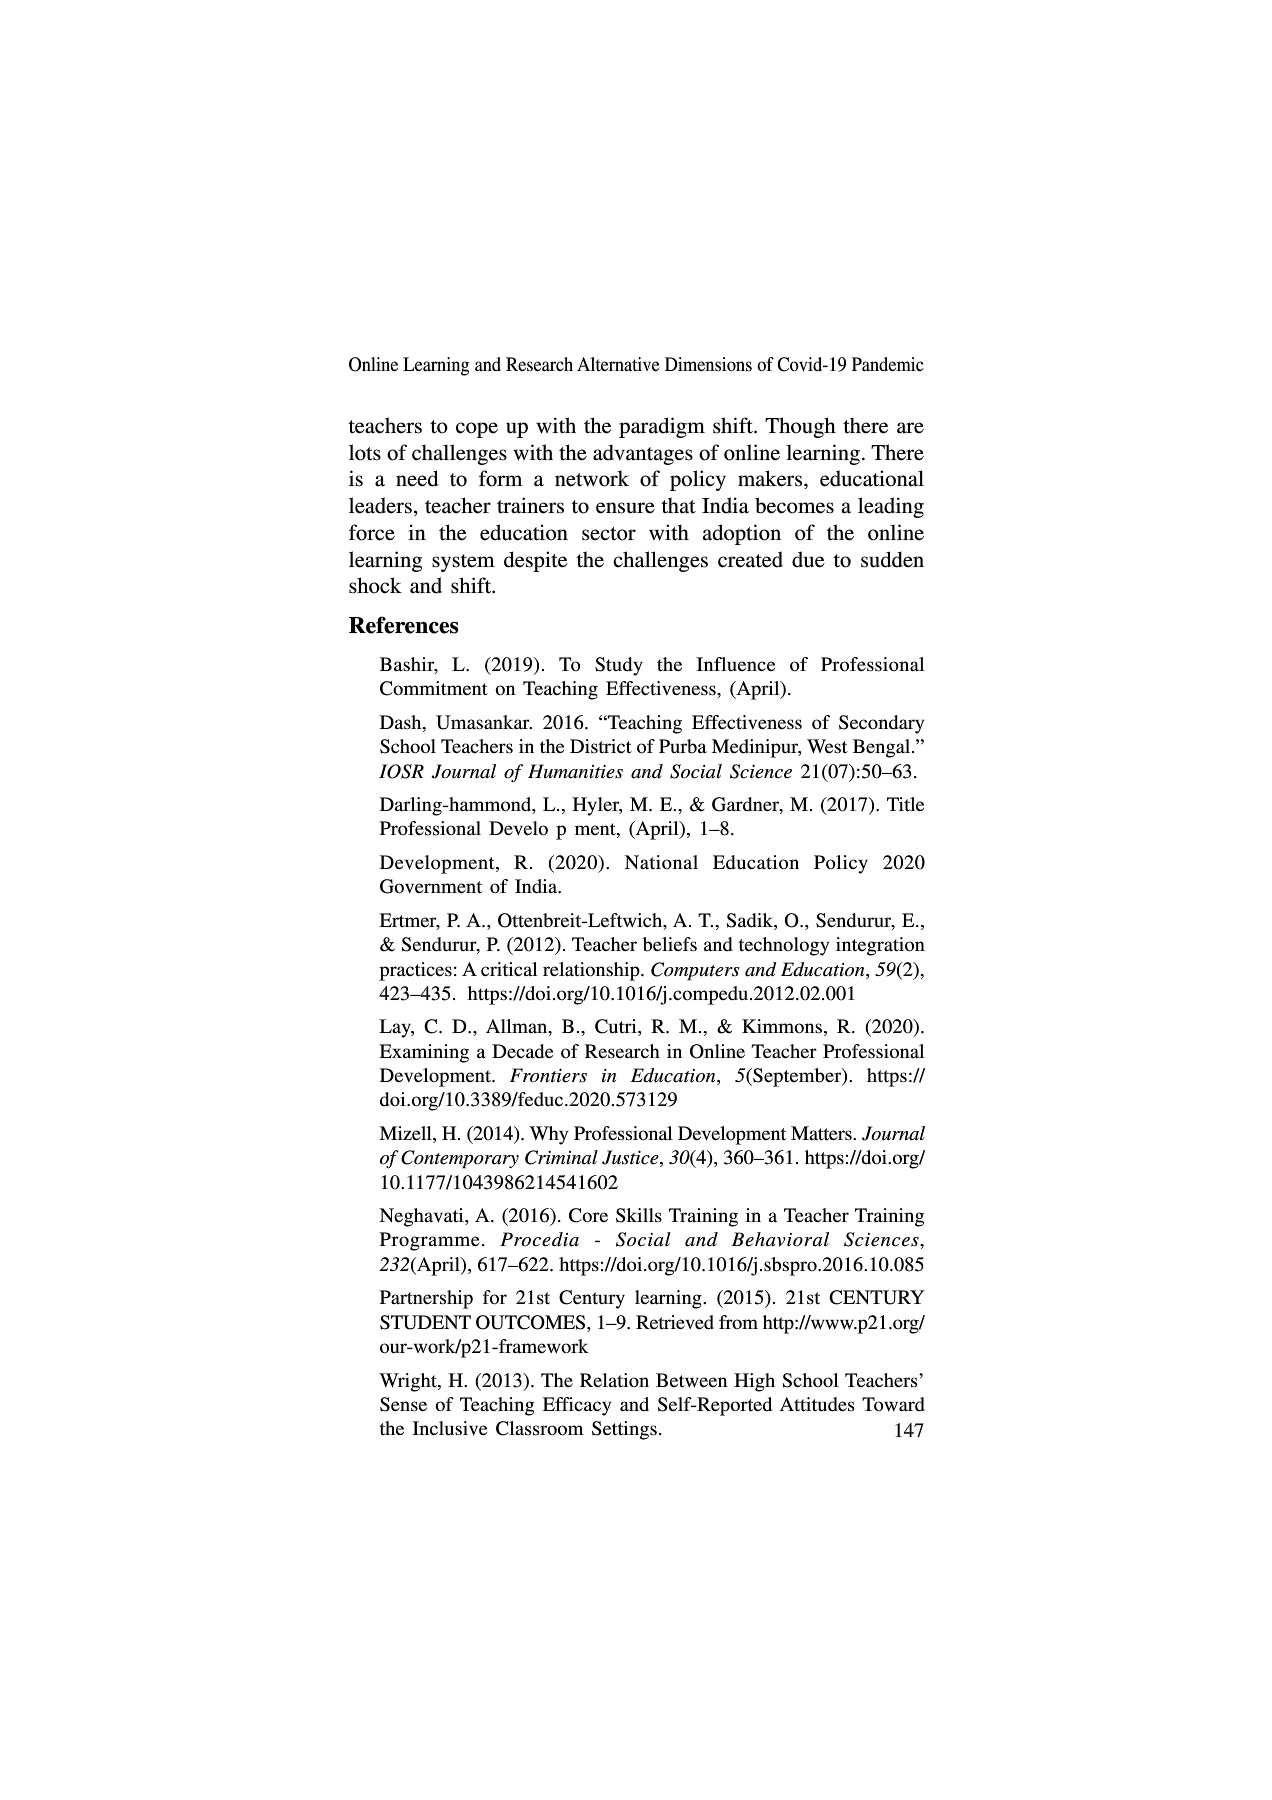 Online Learning and Research Alternative Dimensions of Covid-19 Pandemic
teachers to cope up with the paradigm shift. Though there are
lots of challenges with the advantages of online learning. There
is a need to form a network of policy makers, educational
leaders, teacher trainers to ensure that India becomes a leading
force in the education sector with adoption of the online
learning system despite the challenges created due to sudden
shock and shift.
References
Bashir, L. (2019). To Study the Influence of Professional
Commitment on Teaching Effectiveness, (April).
Dash, Umasankar. 2016. “Teaching Effectiveness of Secondary
School Teachers in the District of Purba Medinipur, West Bengal.”
IOSR Journal of Humanities and Social Science 21(07):50–63.
Darling-hammond, L., Hyler, M. E., & Gardner, M. (2017). Title
Professional Develo p ment, (April), 1–8.
Development, R. (2020). National Education Policy 2020
Government of India.
Ertmer, P. A., Ottenbreit-Leftwich, A. T., Sadik, O., Sendurur, E.,
& Sendurur, P. (2012). Teacher beliefs and technology integration
practices: A critical relationship. Computers and Education, 59(2),
423–435. https://doi.org/10.1016/j.compedu.2012.02.001
Lay, C. D., Allman, B., Cutri, R. M., & Kimmons, R. (2020).
Examining a Decade of Research in Online Teacher Professional
Development. Frontiers in Education, 5(September). https://
doi.org/10.3389/feduc.2020.573129
Mizell, H. (2014). Why Professional Development Matters. Journal
of Contemporary Criminal Justice, 30(4), 360–361. https://doi.org/
10.1177/1043986214541602
Neghavati, A. (2016). Core Skills Training in a Teacher Training
Programme. Procedia - Social and Behavioral Sciences,
232(April), 617–622. https://doi.org/10.1016/j.sbspro.2016.10.085
Partnership for 21st Century learning. (2015). 21st CENTURY
STUDENT OUTCOMES, 1–9. Retrieved from http://www.p21.org/
our-work/p21-framework
Wright, H. (2013). The Relation Between High School Teachers’
Sense of Teaching Efficacy and Self-Reported Attitudes Toward
the Inclusive Classroom Settings.
147